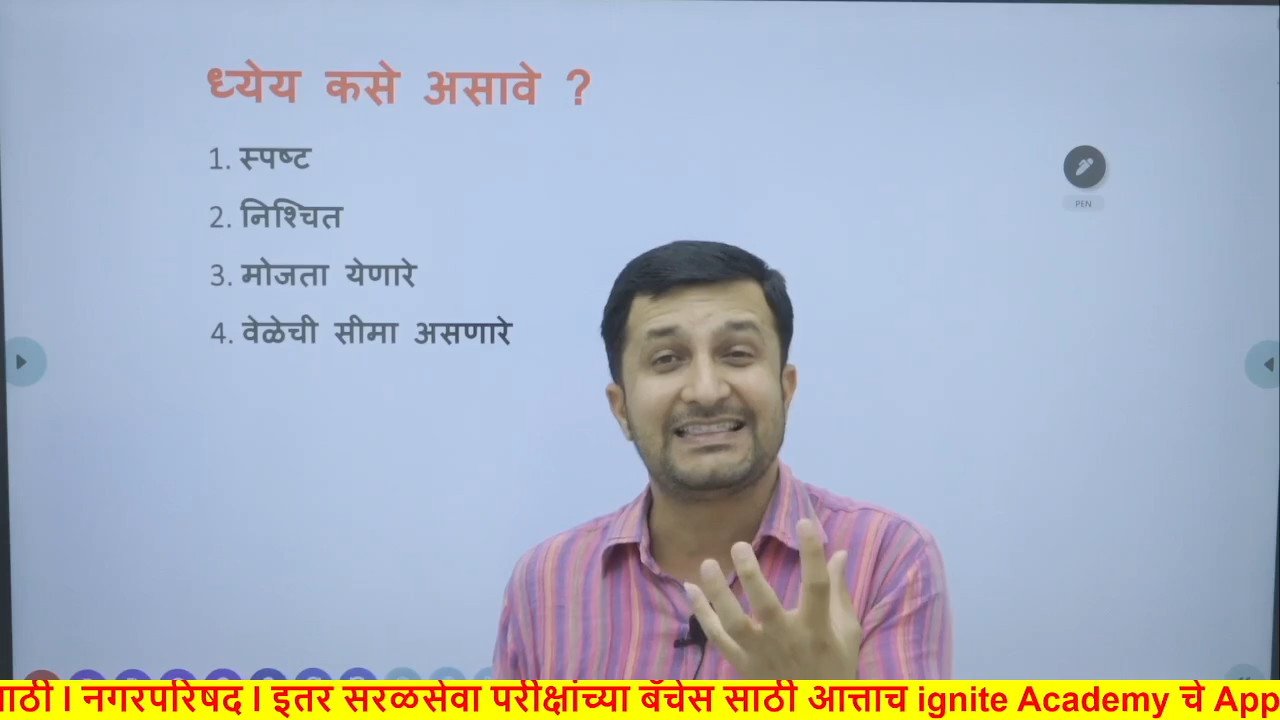 ध्येय कसे असावे ?
1. स्पष्ट
2. निश्चित
3. मोजता येणारे
4. वेळेची सीमा असणारे
PEN
। नगरपरिषद । इतर सरळसेवा परीक्षांच्या बॅचेस साठी आत्ताच ignite Academy चे App